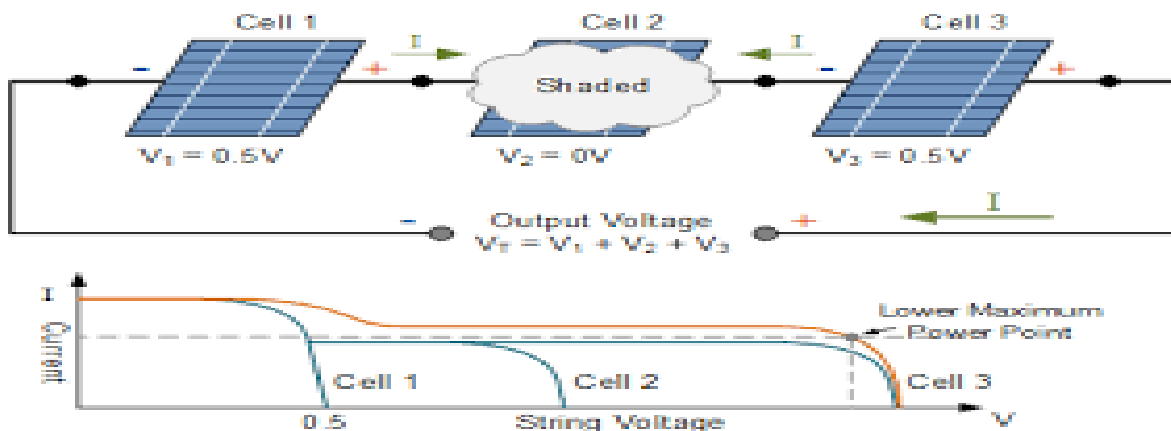 Cell 1 Cell 2 Cell 3
I I
- + Shaded - +
V₁ = 0.5V V₂ = 0V V₃ = 0.5V
I
- Output Voltage +
V_T = V₁ + V₂ + V₃
I
Current
Lower Maximum
Power Point
Cell 1 Cell 2 Cell 3
0.5 String Voltage V